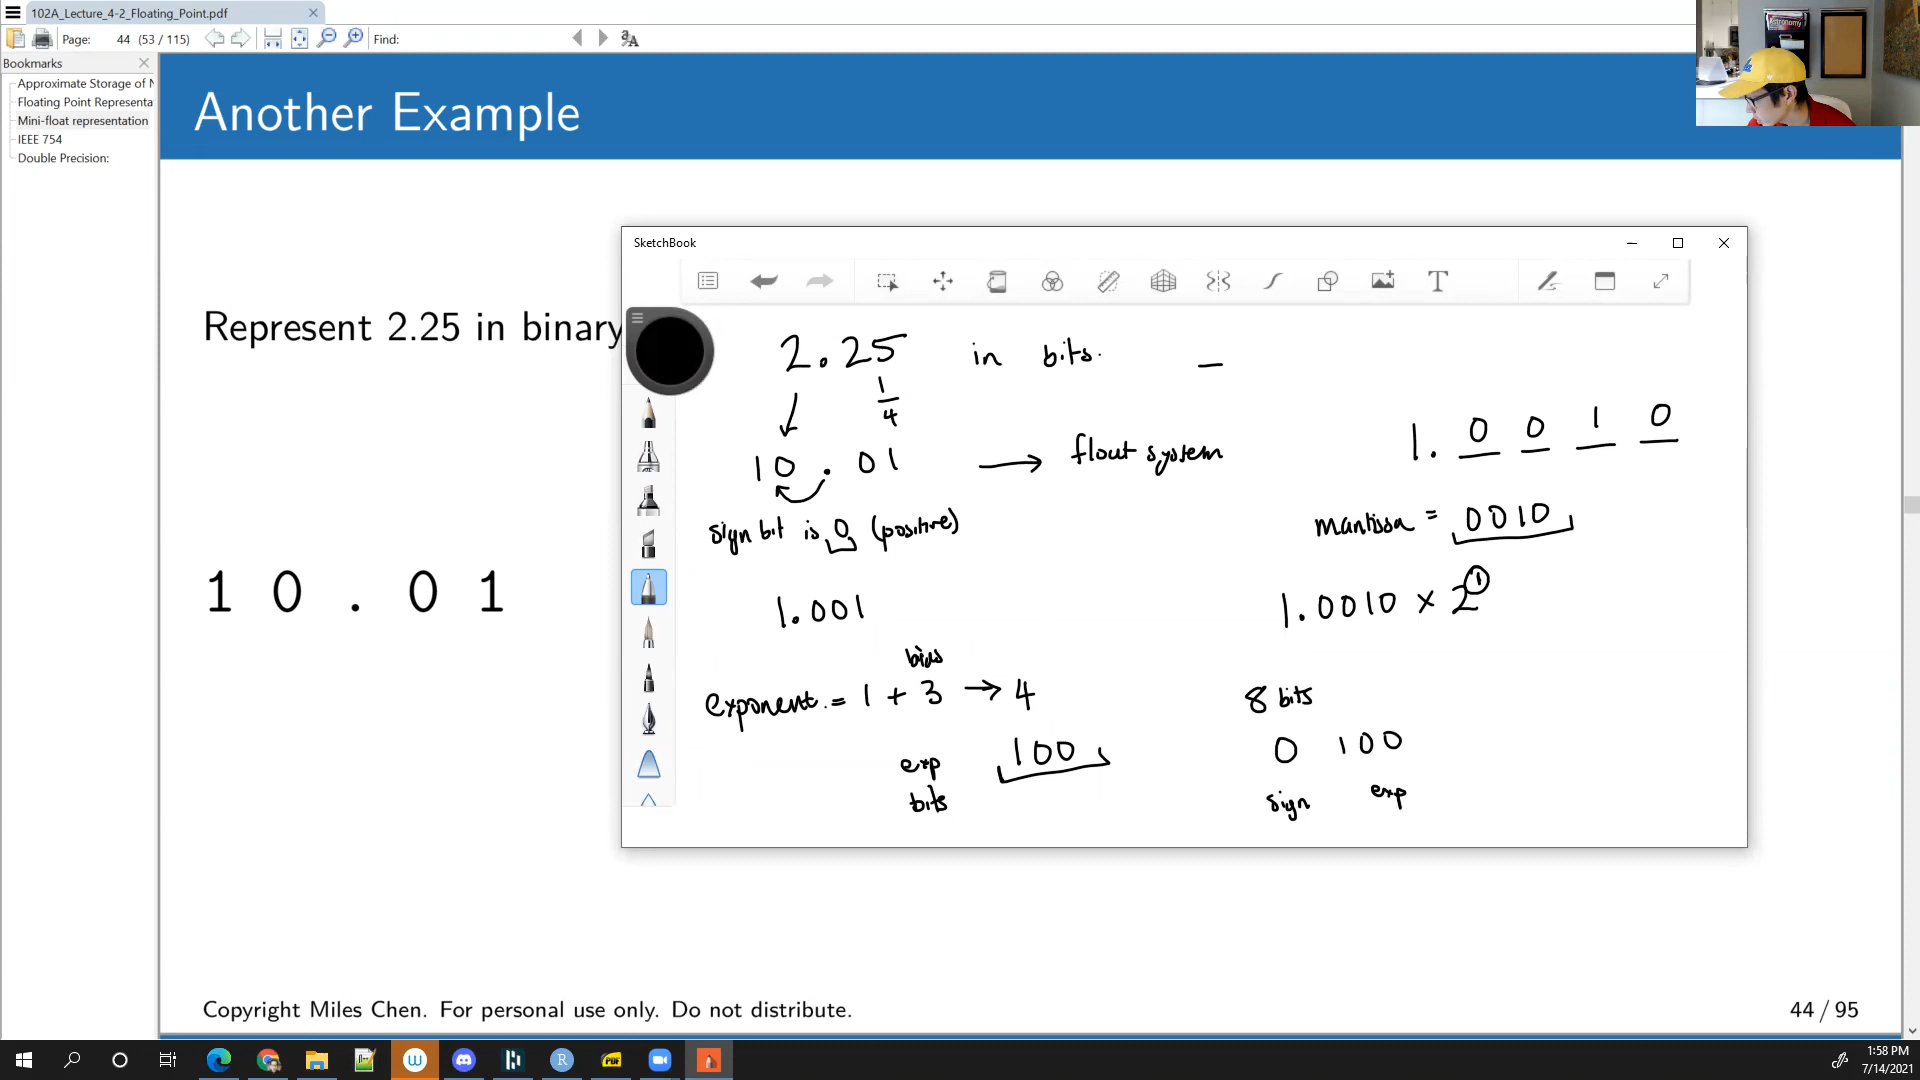 102A_Lecture_4-2_Floating_Point.pdf
Page: 44 (53 / 115) Find:
Bookmarks
Approximate Storage of N
Floating Point Representa
Mini-float representation
IEEE 754
Double Precision:
Another Example
Represent 2.25 in binary
1 0 . 0 1
SketchBook
2.25 in bits. —
1/4
10.01 → float system
1. 0 0 1 0
sign bit is 0 (positive)
mantissa = 0010
1.001
1.0010 × 2^1
bias
exponent = 1 + 3 → 4
8 bits
exp 100
bits
0 100
sign exp
Copyright Miles Chen. For personal use only. Do not distribute.
44 / 95
1:58 PM
7/14/2021